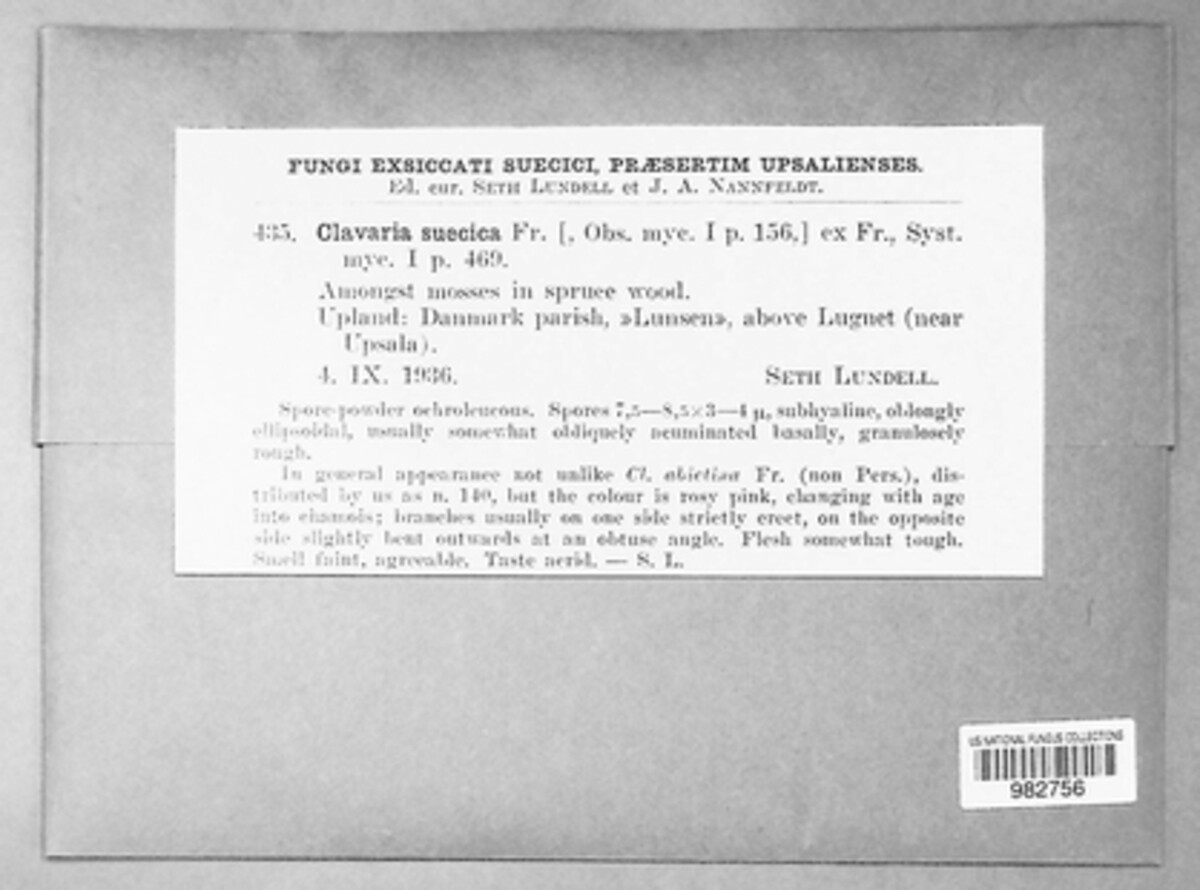 FUNGI EXSICCATI SUECICI, PRÆSERTIM UPSALIENSES.
Ed. cur. SETH LUNDELL et J. A. NANNFELDT.
435. Clavaria suecica Fr. [, Obs. myc. I p. 156,] ex Fr., Syst.
myc. I p. 469.
Amongst mosses in spruce wood.
Upland: Danmark parish, »Lunsen», above Lugnet (near
Upsala).
4. IX. 1936. SETH LUNDELL.
Spore-powder ochroleucous. Spores 7,5—8,5×3—4 µ, subhyaline, oblongly
ellipsoidal, usually somewhat obliquely acuminated basally, granulosely
rough.
In general appearance not unlike Cl. abietina Fr. (non Pers.), dis-
tributed by us as n. 140, but the colour is rosy pink, changing with age
into chamois; branches usually on one side strictly erect, on the opposite
side slightly bent outwards at an obtuse angle. Flesh somewhat tough.
Smell faint, agreeable. Taste acrid. — S. L.
US NATIONAL FUNGUS COLLECTIONS
982756